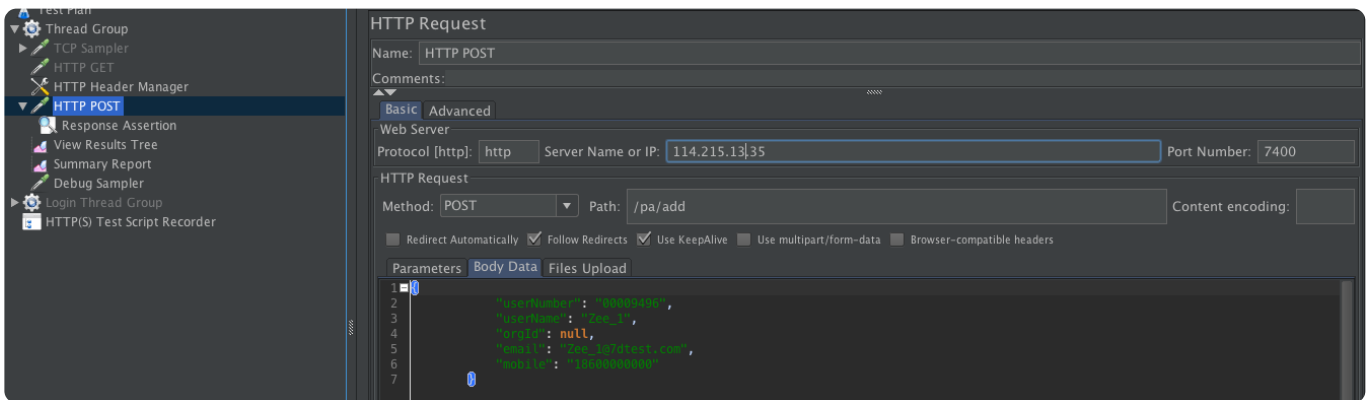 Test Plan
Thread Group
TCP Sampler
HTTP GET
HTTP Header Manager
HTTP POST
Response Assertion
View Results Tree
Summary Report
Debug Sampler
Login Thread Group
HTTP(S) Test Script Recorder
HTTP Request
Name: HTTP POST
Comments:
Basic Advanced
Web Server
Protocol [http]: http Server Name or IP: 114.215.13.35 Port Number: 7400
HTTP Request
Method: POST Path: /pa/add Content encoding:
Redirect Automatically Follow Redirects Use KeepAlive Use multipart/form-data Browser-compatible headers
Parameters Body Data Files Upload
1 {
2 "userNumber": "00009496",
3 "userName": "Zee_1",
4 "orgId": null,
5 "email": "Zee_1@7dtest.com",
6 "mobile": "18600000000"
7 }